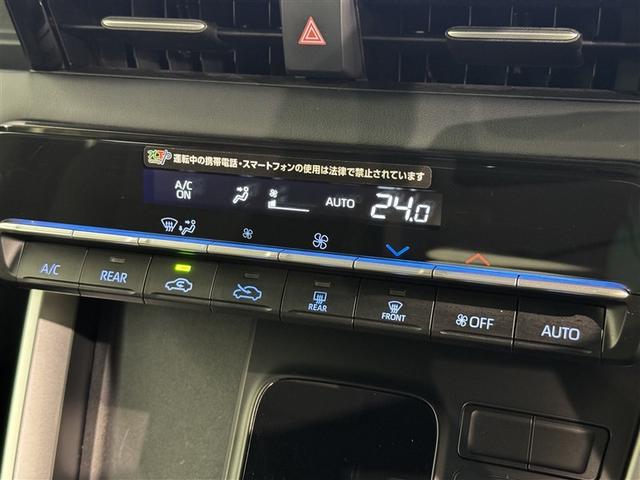 運転中の携帯電話・スマートフォンの使用は法律で禁止されています
A/C ON AUTO 24.0
A/C REAR REAR FRONT OFF AUTO